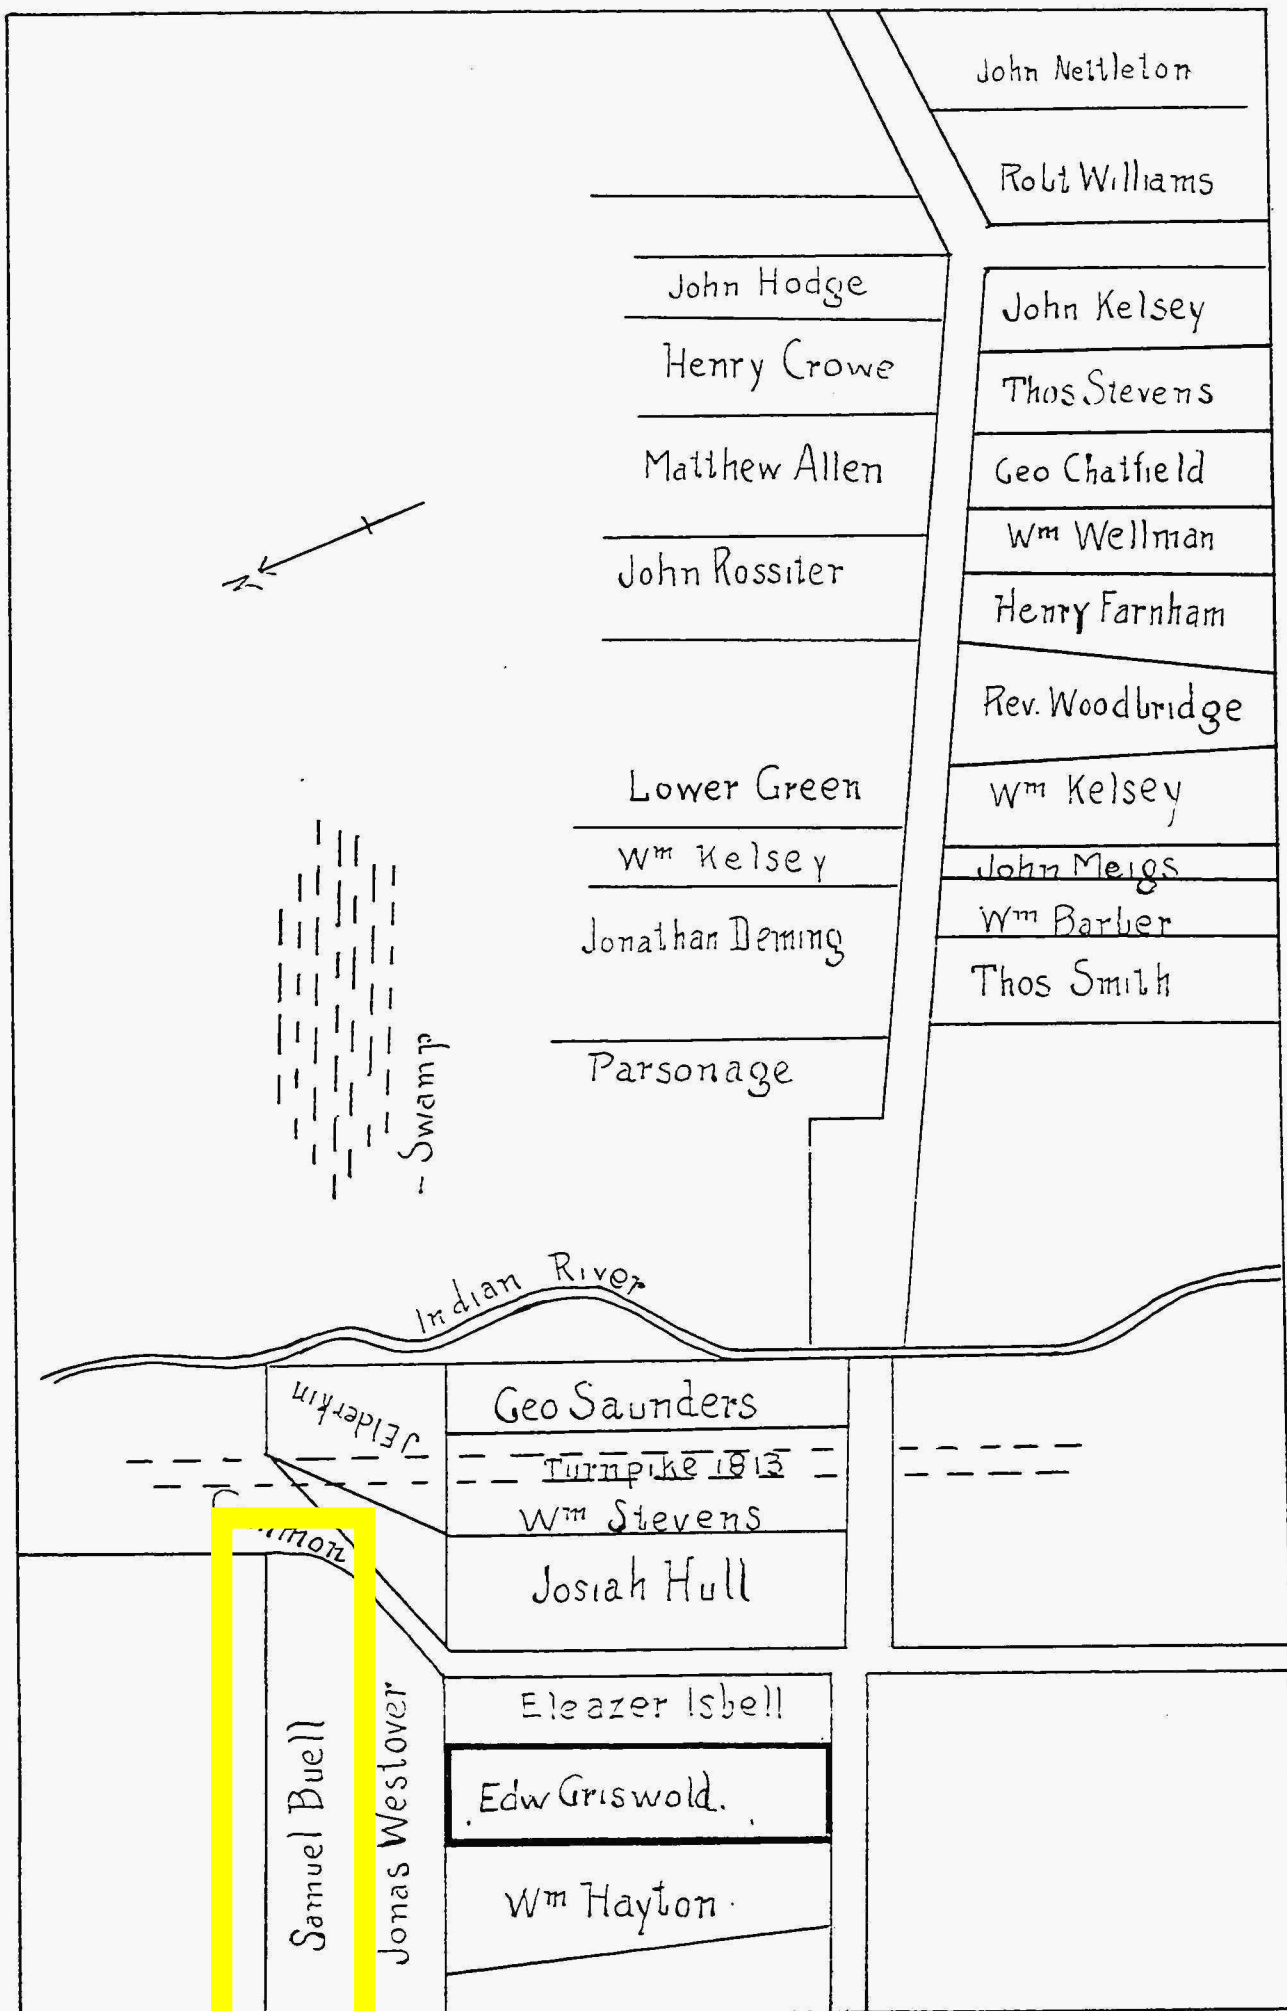 John Nettleton
Robt Williams
John Hodge
John Kelsey
Henry Crowe
Thos Stevens
Matthew Allen
Geo Chatfield
Wm Wellman
John Rossiter
N
Henry Farnham
Rev. Woodbridge
Lower Green
Wm Kelsey
Wm Kelsey
John Meigs
Jonathan Deming
Wm Barber
Thos Smith
Parsonage
Swamp
Indian River
J Elderkin
Geo Saunders
Turnpike 1813
Wm Stevens
Josiah Hull
Eleazer Isbell
Samuel Buell
Jonas Westover
Edw Griswold.
Wm Hayton